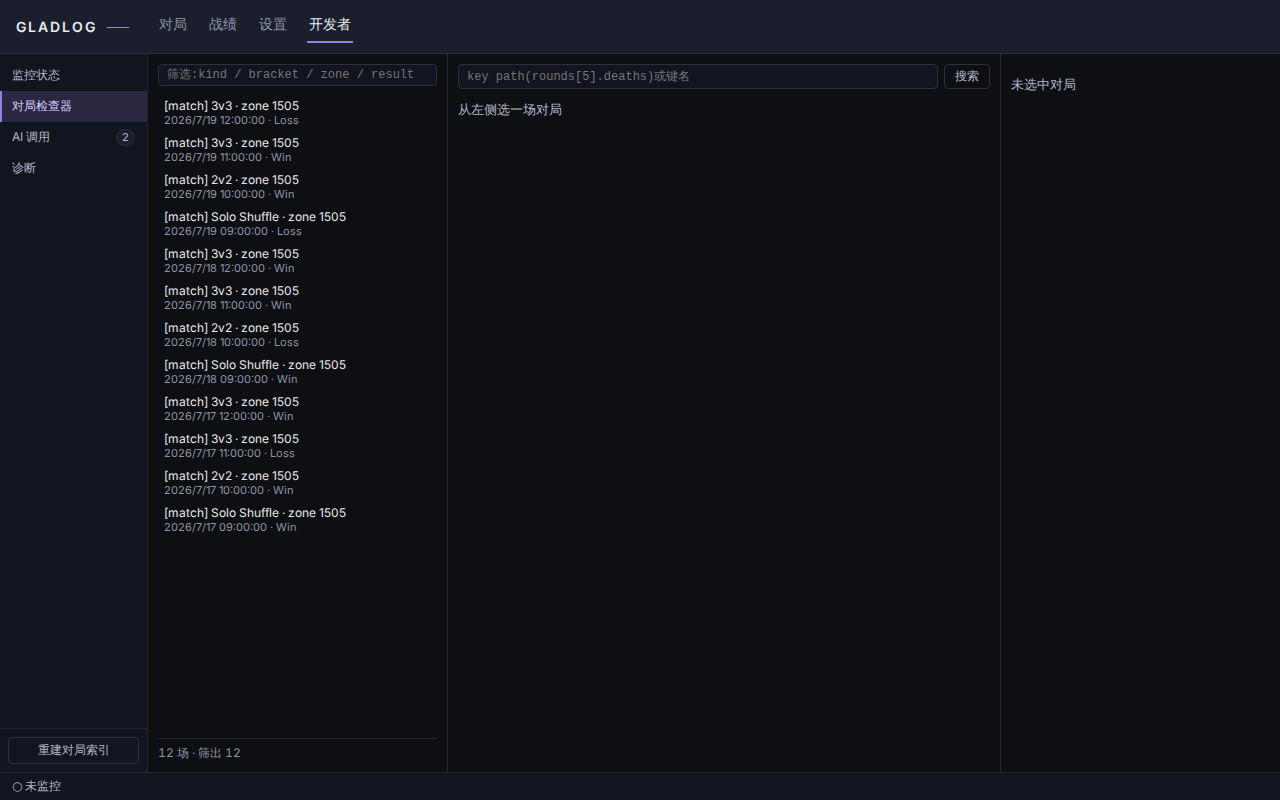 GLADLOG
对局 战绩 设置 开发者
监控状态
对局检查器
AI 调用 2
诊断
重建对局索引
筛选:kind / bracket / zone / result
[match] 3v3 · zone 1505
2026/7/19 12:00:00 · Loss
[match] 3v3 · zone 1505
2026/7/19 11:00:00 · Win
[match] 2v2 · zone 1505
2026/7/19 10:00:00 · Win
[match] Solo Shuffle · zone 1505
2026/7/19 09:00:00 · Loss
[match] 3v3 · zone 1505
2026/7/18 12:00:00 · Win
[match] 3v3 · zone 1505
2026/7/18 11:00:00 · Win
[match] 2v2 · zone 1505
2026/7/18 10:00:00 · Loss
[match] Solo Shuffle · zone 1505
2026/7/18 09:00:00 · Win
[match] 3v3 · zone 1505
2026/7/17 12:00:00 · Win
[match] 3v3 · zone 1505
2026/7/17 11:00:00 · Loss
[match] 2v2 · zone 1505
2026/7/17 10:00:00 · Win
[match] Solo Shuffle · zone 1505
2026/7/17 09:00:00 · Win
12 场 · 筛出 12
key path(rounds[5].deaths)或键名 搜索
从左侧选一场对局
未选中对局
未监控